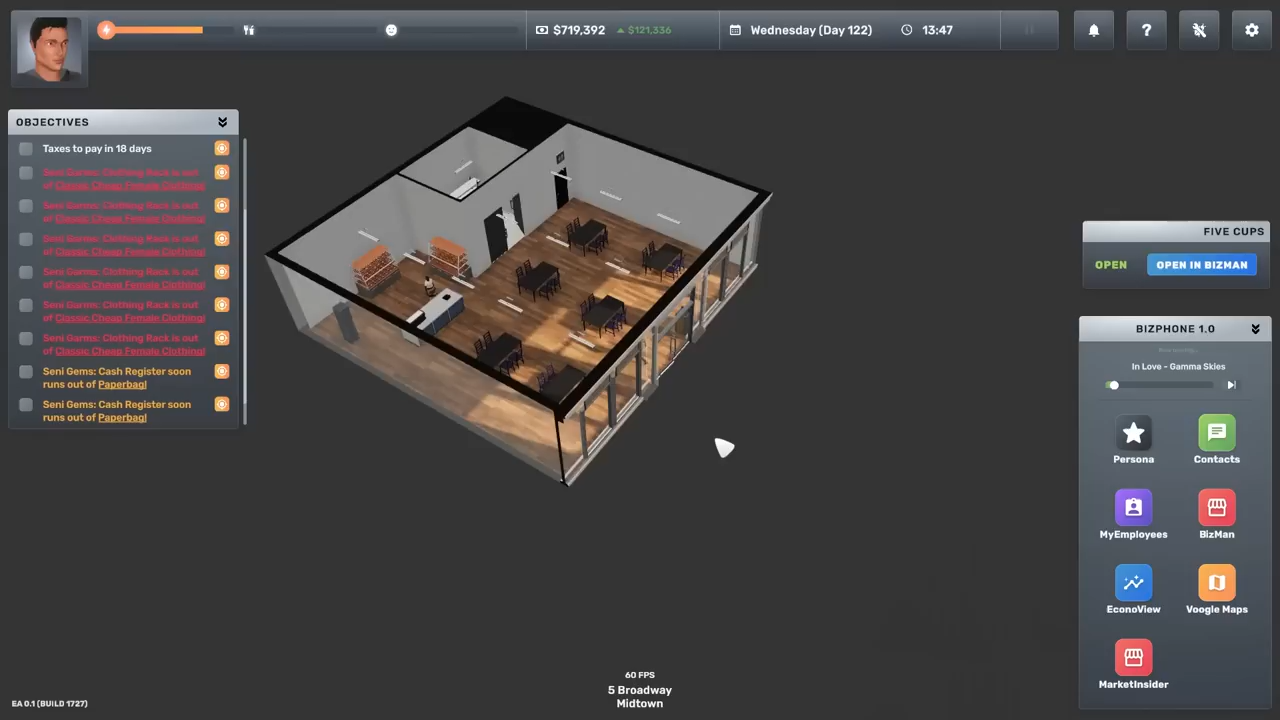 $719,392 $121,336
Wednesday (Day 122)
13:47
?
OBJECTIVES
Taxes to pay in 18 days
Seni Garms: Clothing Rack is out
of Classic Cheap Female Clothing!
Seni Garms: Clothing Rack is out
of Classic Cheap Female Clothing!
Seni Garms: Clothing Rack is out
of Classic Cheap Female Clothing!
Seni Garms: Clothing Rack is out
of Classic Cheap Female Clothing!
Seni Garms: Clothing Rack is out
of Classic Cheap Female Clothing!
Seni Garms: Clothing Rack is out
of Classic Cheap Female Clothing!
Seni Gems: Cash Register soon
runs out of Paperbag!
Seni Gems: Cash Register soon
runs out of Paperbag!
FIVE CUPS
OPEN OPEN IN BIZMAN
BIZPHONE 1.0
In Love - Gamma Skies
Persona
Contacts
MyEmployees
BizMan
EconoView
Voogle Maps
MarketInsider
60 FPS
5 Broadway
Midtown
EA 0.1 (BUILD 1727)